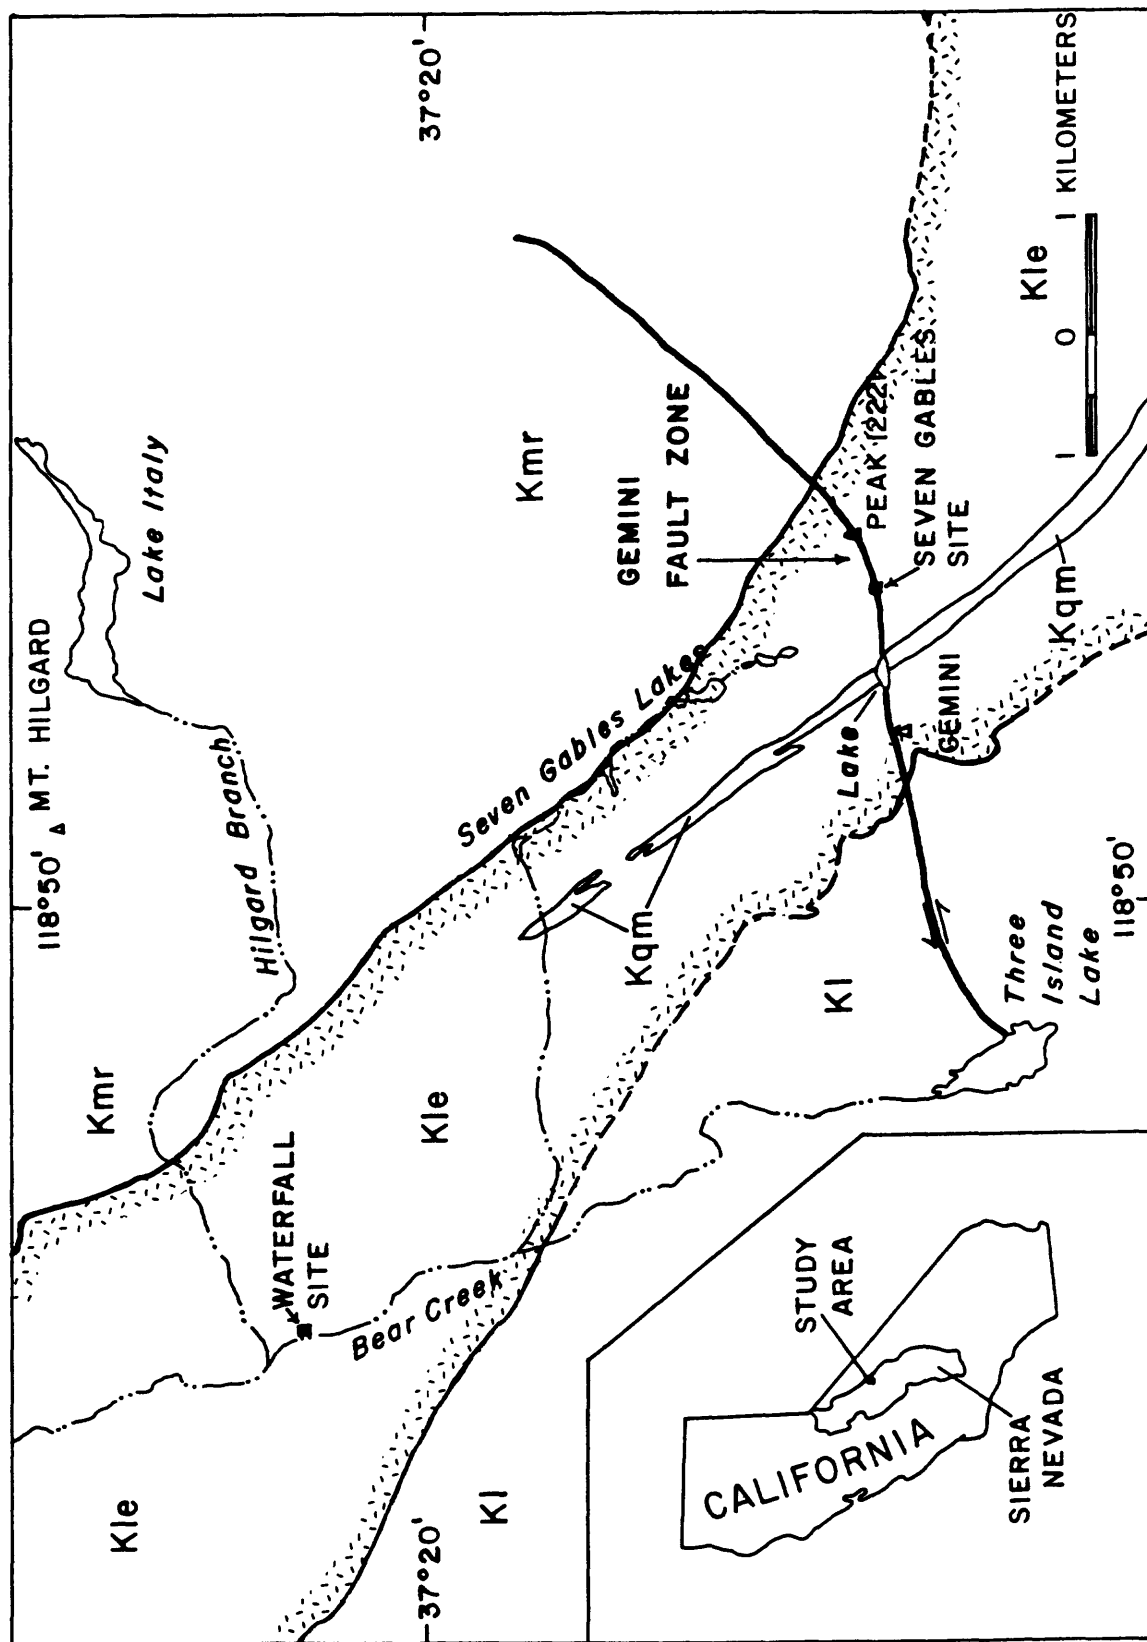 118°50'
MT. HILGARD
Lake Italy
Hilgard Branch
Kmr
Kmr
37°20'
WATERFALL
SITE
Kle
Kle
Seven Gables Lakes
GEMINI
FAULT ZONE
Bear Creek
37°20'
Kl
Kqm
Kl
Lake
PEAK 12221
SEVEN GABLES
SITE
GEMINI
Kqm
Kle
Three
Island
Lake
118°50'
1 0 1 KILOMETERS
STUDY
AREA
CALIFORNIA
SIERRA
NEVADA